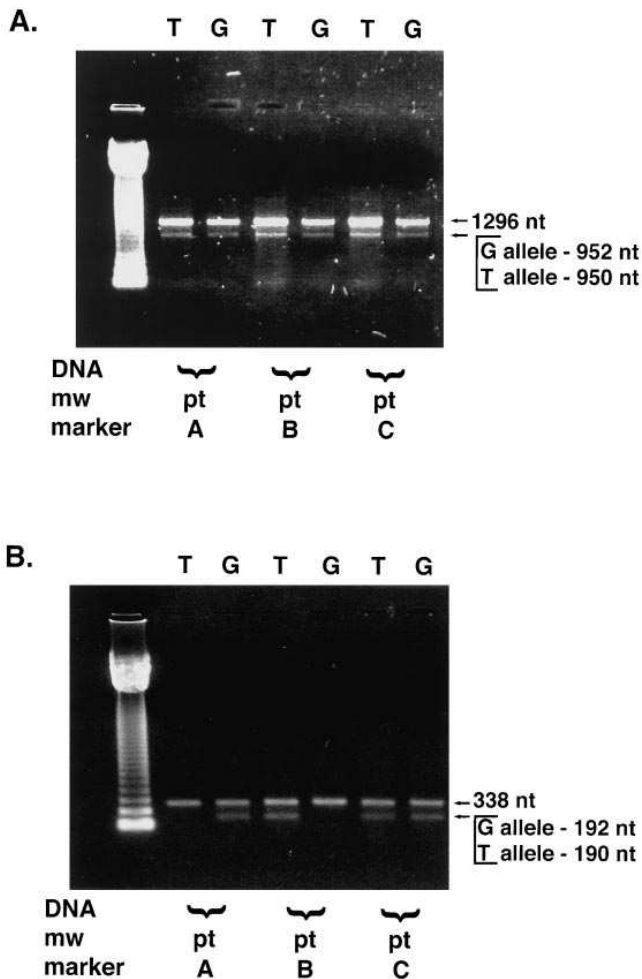 A.
T G T G T G
1296 nt
G allele - 952 nt
T allele - 950 nt
DNA
mw pt pt pt
marker A B C
B.
T G T G T G
338 nt
G allele - 192 nt
T allele - 190 nt
DNA
mw pt pt pt
marker A B C